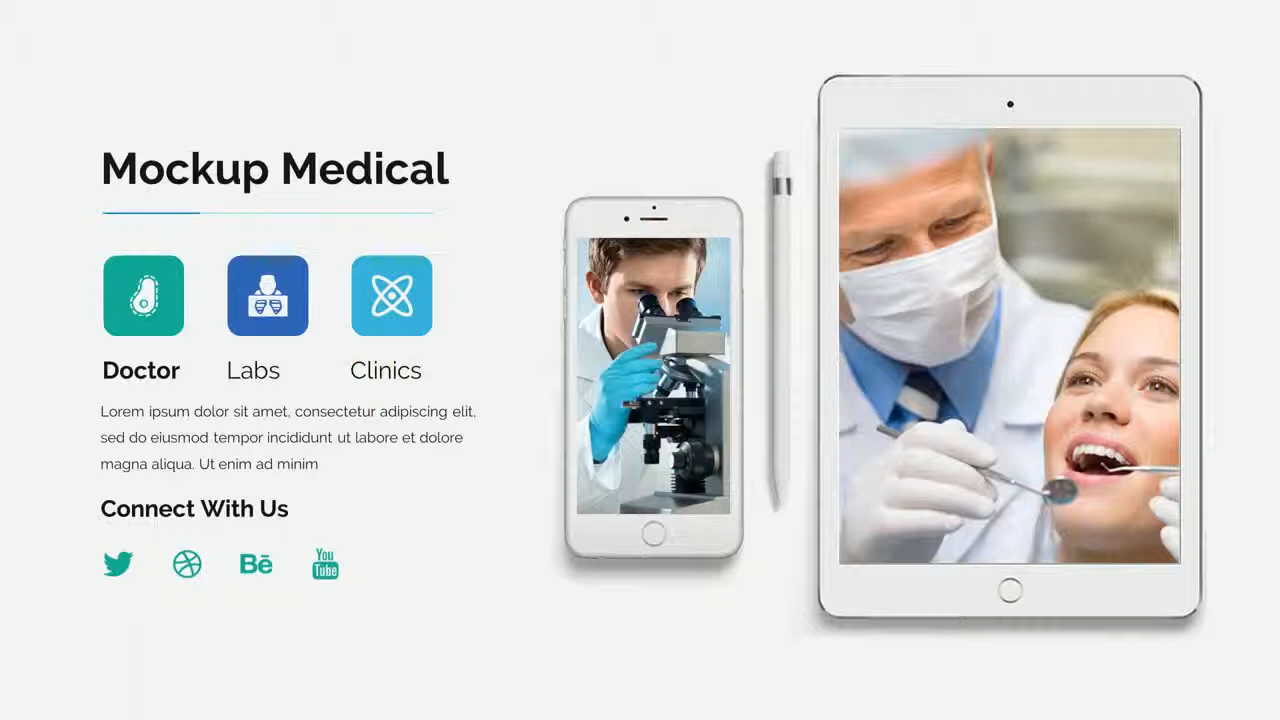 Mockup Medical
Doctor
Labs
Clinics
Lorem ipsum dolor sit amet, consectetur adipiscing elit,
sed do eiusmod tempor incididunt ut labore et dolore
magna aliqua. Ut enim ad minim
Connect With Us
Bē
You
Tube